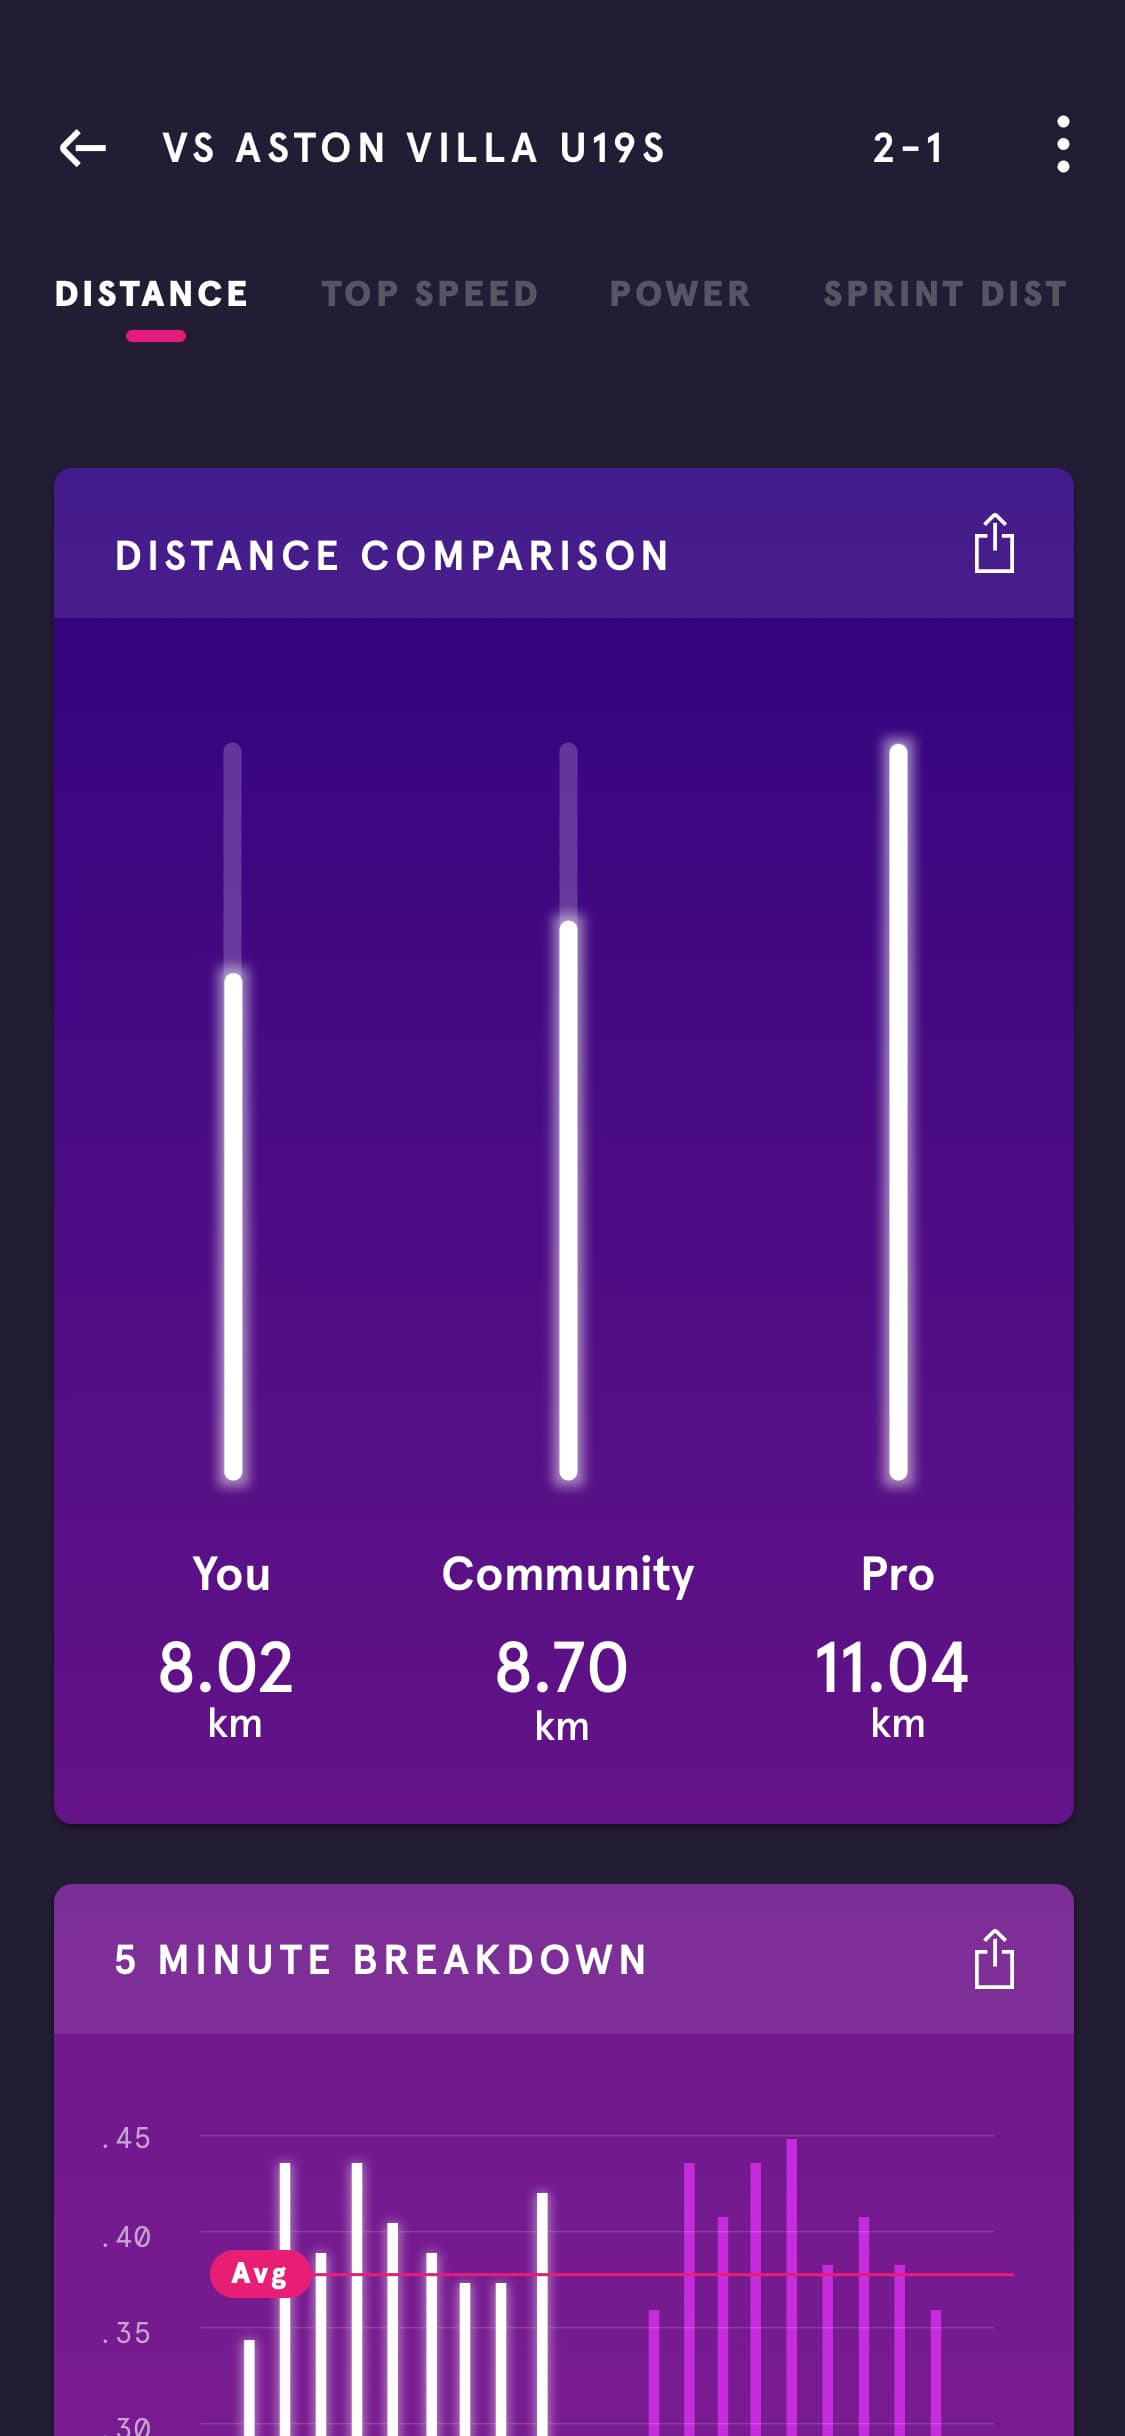 VS ASTON VILLA U19S 2-1
DISTANCE TOP SPEED POWER SPRINT DIST
DISTANCE COMPARISON
You Community Pro
8.02 8.70 11.04
km km km
5 MINUTE BREAKDOWN
.45
.40
Avg
.35
.30